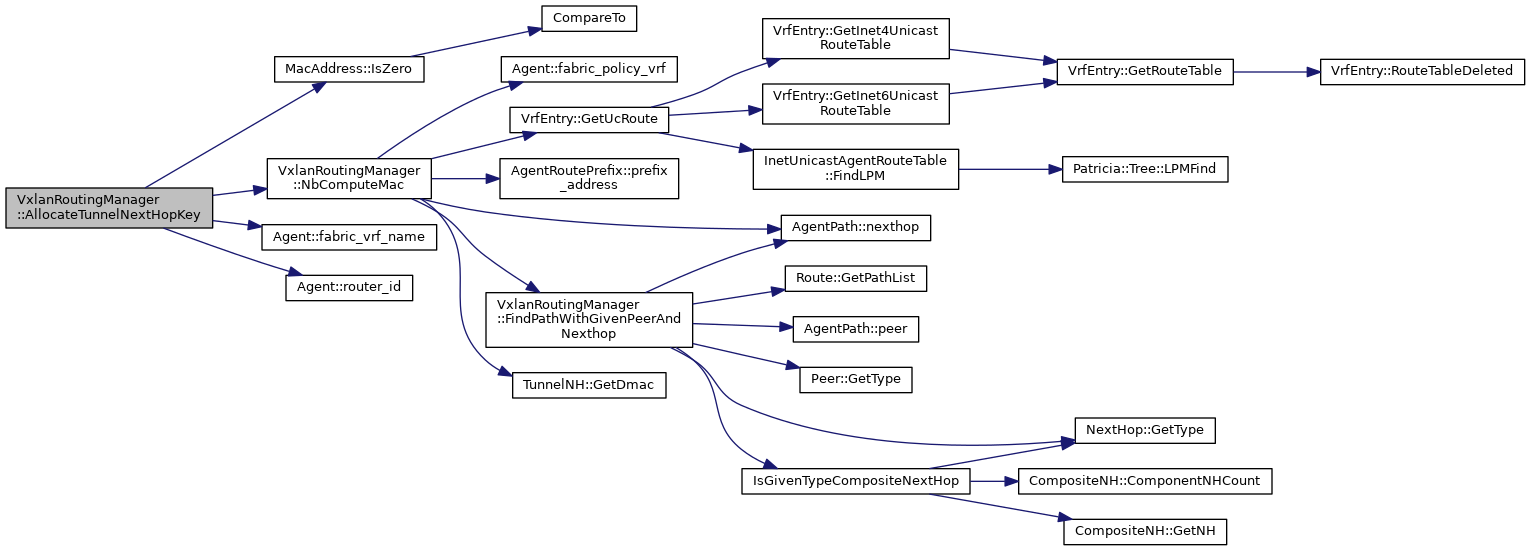 CompareTo
MacAddress::IsZero
Agent::fabric_policy_vrf
VrfEntry::GetInet4Unicast
RouteTable
VrfEntry::GetRouteTable
VrfEntry::RouteTableDeleted
VrfEntry::GetInet6Unicast
RouteTable
VrfEntry::GetUcRoute
VxlanRoutingManager
::NbComputeMac
AgentRoutePrefix::prefix
_address
InetUnicastAgentRouteTable
::FindLPM
Patricia::Tree::LPMFind
VxlanRoutingManager
::AllocateTunnelNextHopKey
Agent::fabric_vrf_name
AgentPath::nexthop
Agent::router_id
Route::GetPathList
VxlanRoutingManager
::FindPathWithGivenPeerAnd
Nexthop
AgentPath::peer
TunnelNH::GetDmac
Peer::GetType
NextHop::GetType
IsGivenTypeCompositeNextHop
CompositeNH::ComponentNHCount
CompositeNH::GetNH